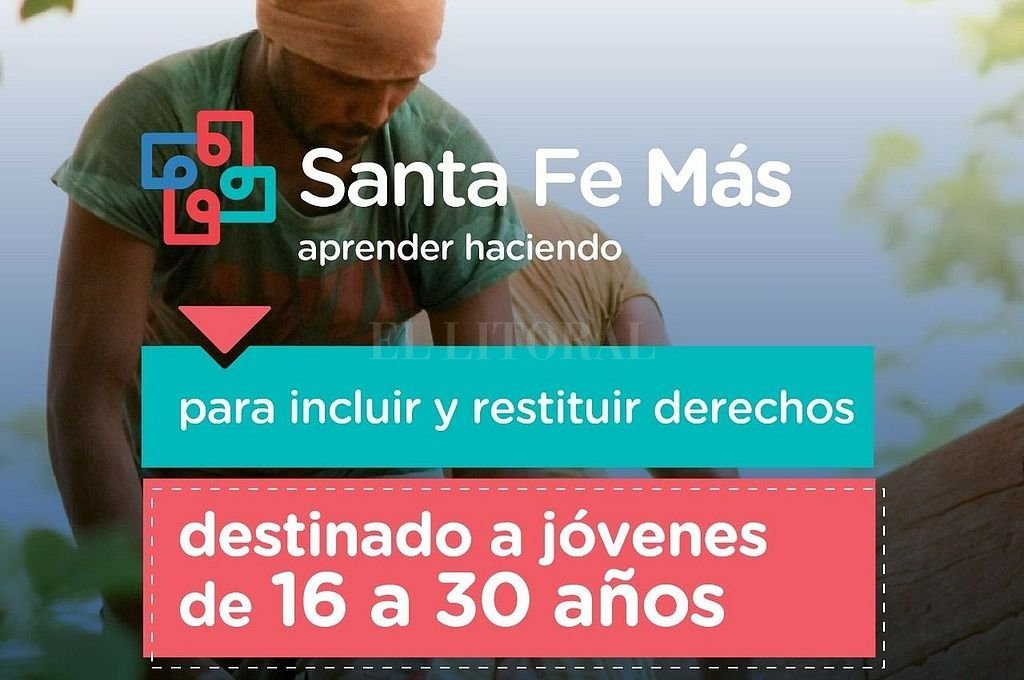 Santa Fe Más
aprender haciendo
EL LITORAL
para incluir y restituir derechos
destinado a jóvenes
de 16 a 30 años